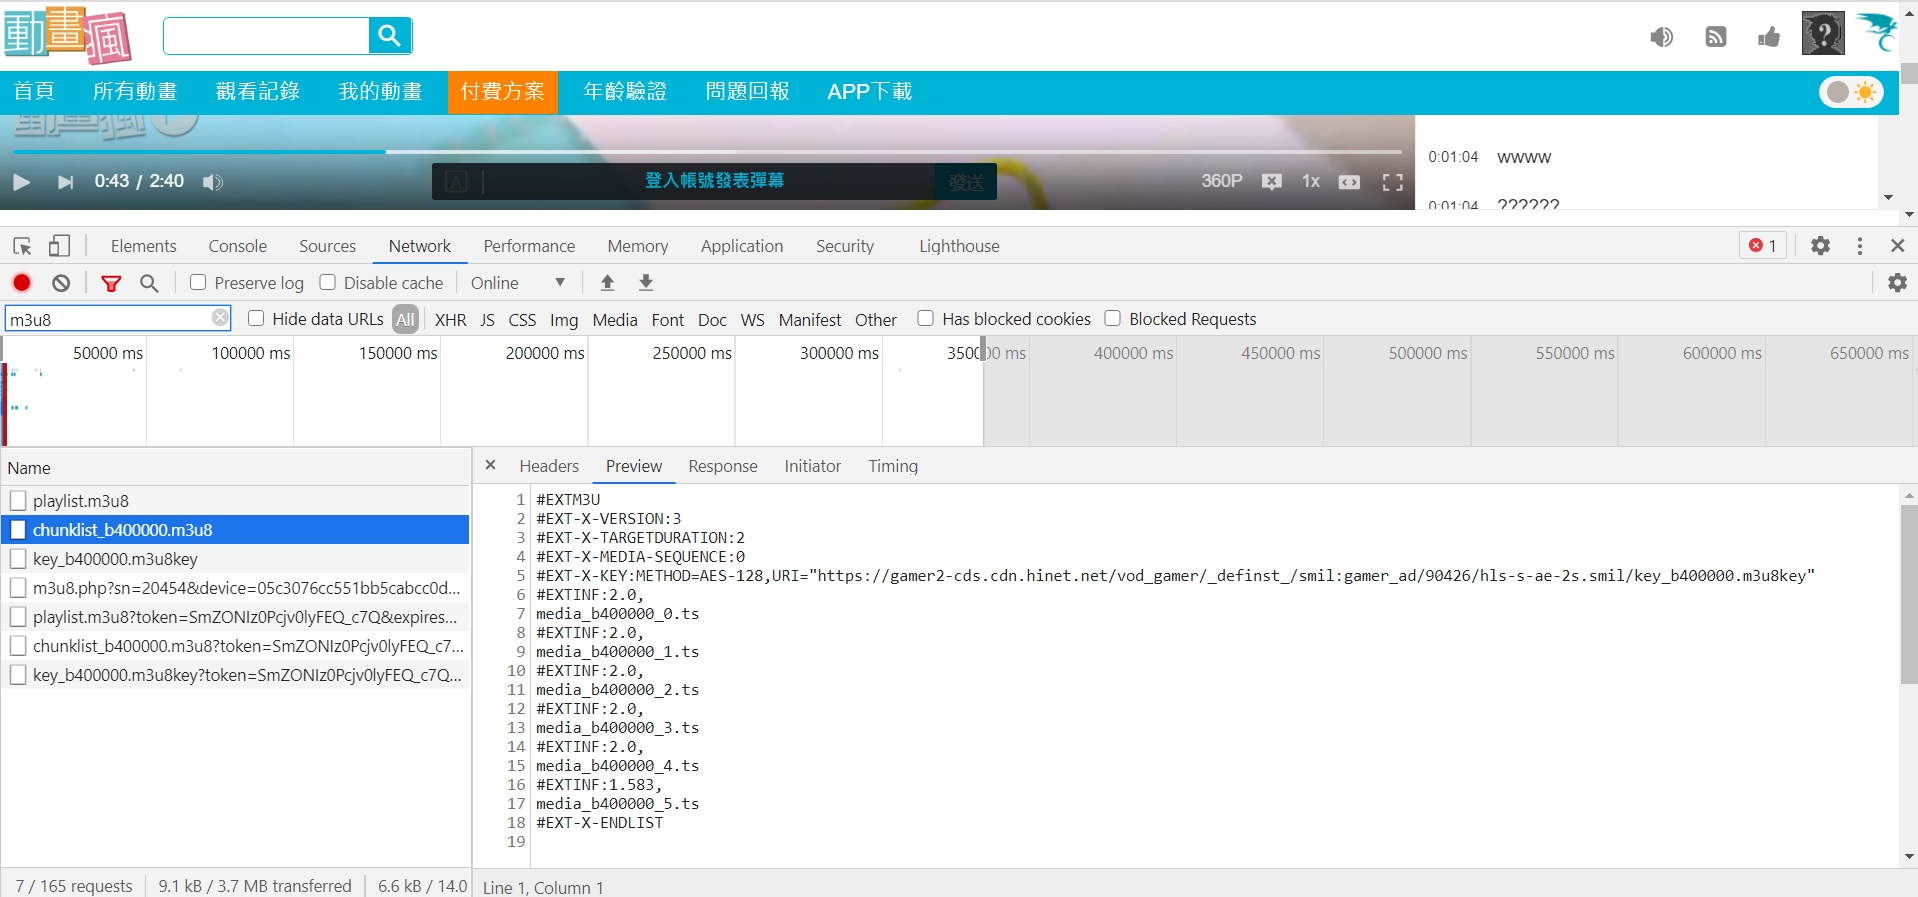 動畫瘋
首頁 所有動畫 觀看記錄 我的動畫 付費方案 年齡驗證 問題回報 APP下載
動畫瘋
0:01:04 wwww
0:43 / 2:40 A 登入帳號發表彈幕 發送 360P 1x
0:01:04 ??????
Elements Console Sources Network Performance Memory Application Security Lighthouse 1
Preserve log Disable cache Online
m3u8 Hide data URLs All XHR JS CSS Img Media Font Doc WS Manifest Other Has blocked cookies Blocked Requests
50000 ms 100000 ms 150000 ms 200000 ms 250000 ms 300000 ms 350000 ms 400000 ms 450000 ms 500000 ms 550000 ms 600000 ms 650000 ms
Name
playlist.m3u8
chunklist_b400000.m3u8
key_b400000.m3u8key
m3u8.php?sn=20454&device=05c3076cc551bb5cabcc0d...
playlist.m3u8?token=SmZONIz0Pcjv0lyFEQ_c7Q&expires...
chunklist_b400000.m3u8?token=SmZONIz0Pcjv0lyFEQ_c7...
key_b400000.m3u8key?token=SmZONIz0Pcjv0lyFEQ_c7Q...
7 / 165 requests 9.1 kB / 3.7 MB transferred 6.6 kB / 14.0
Headers Preview Response Initiator Timing
1 #EXTM3U
2 #EXT-X-VERSION:3
3 #EXT-X-TARGETDURATION:2
4 #EXT-X-MEDIA-SEQUENCE:0
5 #EXT-X-KEY:METHOD=AES-128,URI="https://gamer2-cds.cdn.hinet.net/vod_gamer/_definst_/smil:gamer_ad/90426/hls-s-ae-2s.smil/key_b400000.m3u8key"
6 #EXTINF:2.0,
7 media_b400000_0.ts
8 #EXTINF:2.0,
9 media_b400000_1.ts
10 #EXTINF:2.0,
11 media_b400000_2.ts
12 #EXTINF:2.0,
13 media_b400000_3.ts
14 #EXTINF:2.0,
15 media_b400000_4.ts
16 #EXTINF:1.583,
17 media_b400000_5.ts
18 #EXT-X-ENDLIST
19
Line 1, Column 1